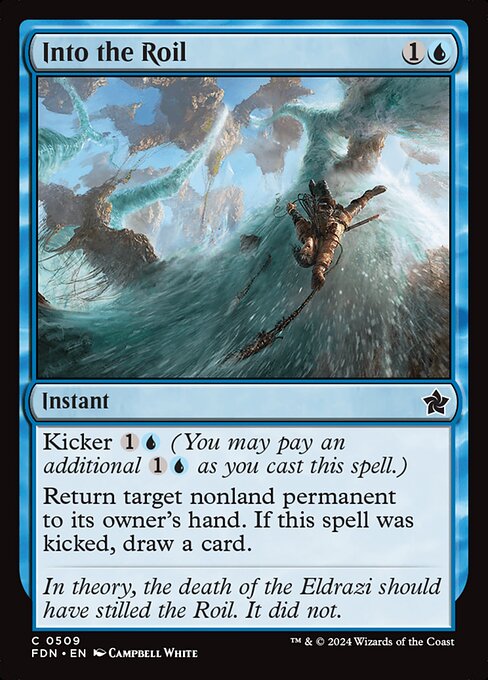 Into the Roil 1
Instant
Kicker 1 (You may pay an
additional 1 as you cast this spell.)
Return target nonland permanent
to its owner's hand. If this spell was
kicked, draw a card.
In theory, the death of the Eldrazi should
have stilled the Roil. It did not.
C 0509
FDN • EN Campbell White
™ & © 2024 Wizards of the Coast